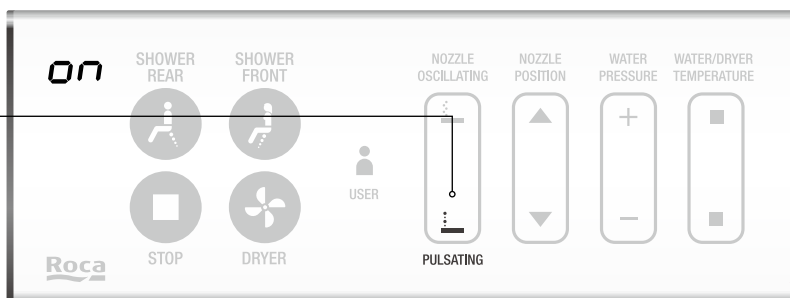 on
SHOWER
REAR
SHOWER
FRONT
NOZZLE
OSCILLATING
NOZZLE
POSITION
WATER
PRESSURE
WATER/DRYER
TEMPERATURE
USER
STOP
DRYER
PULSATING
Roca